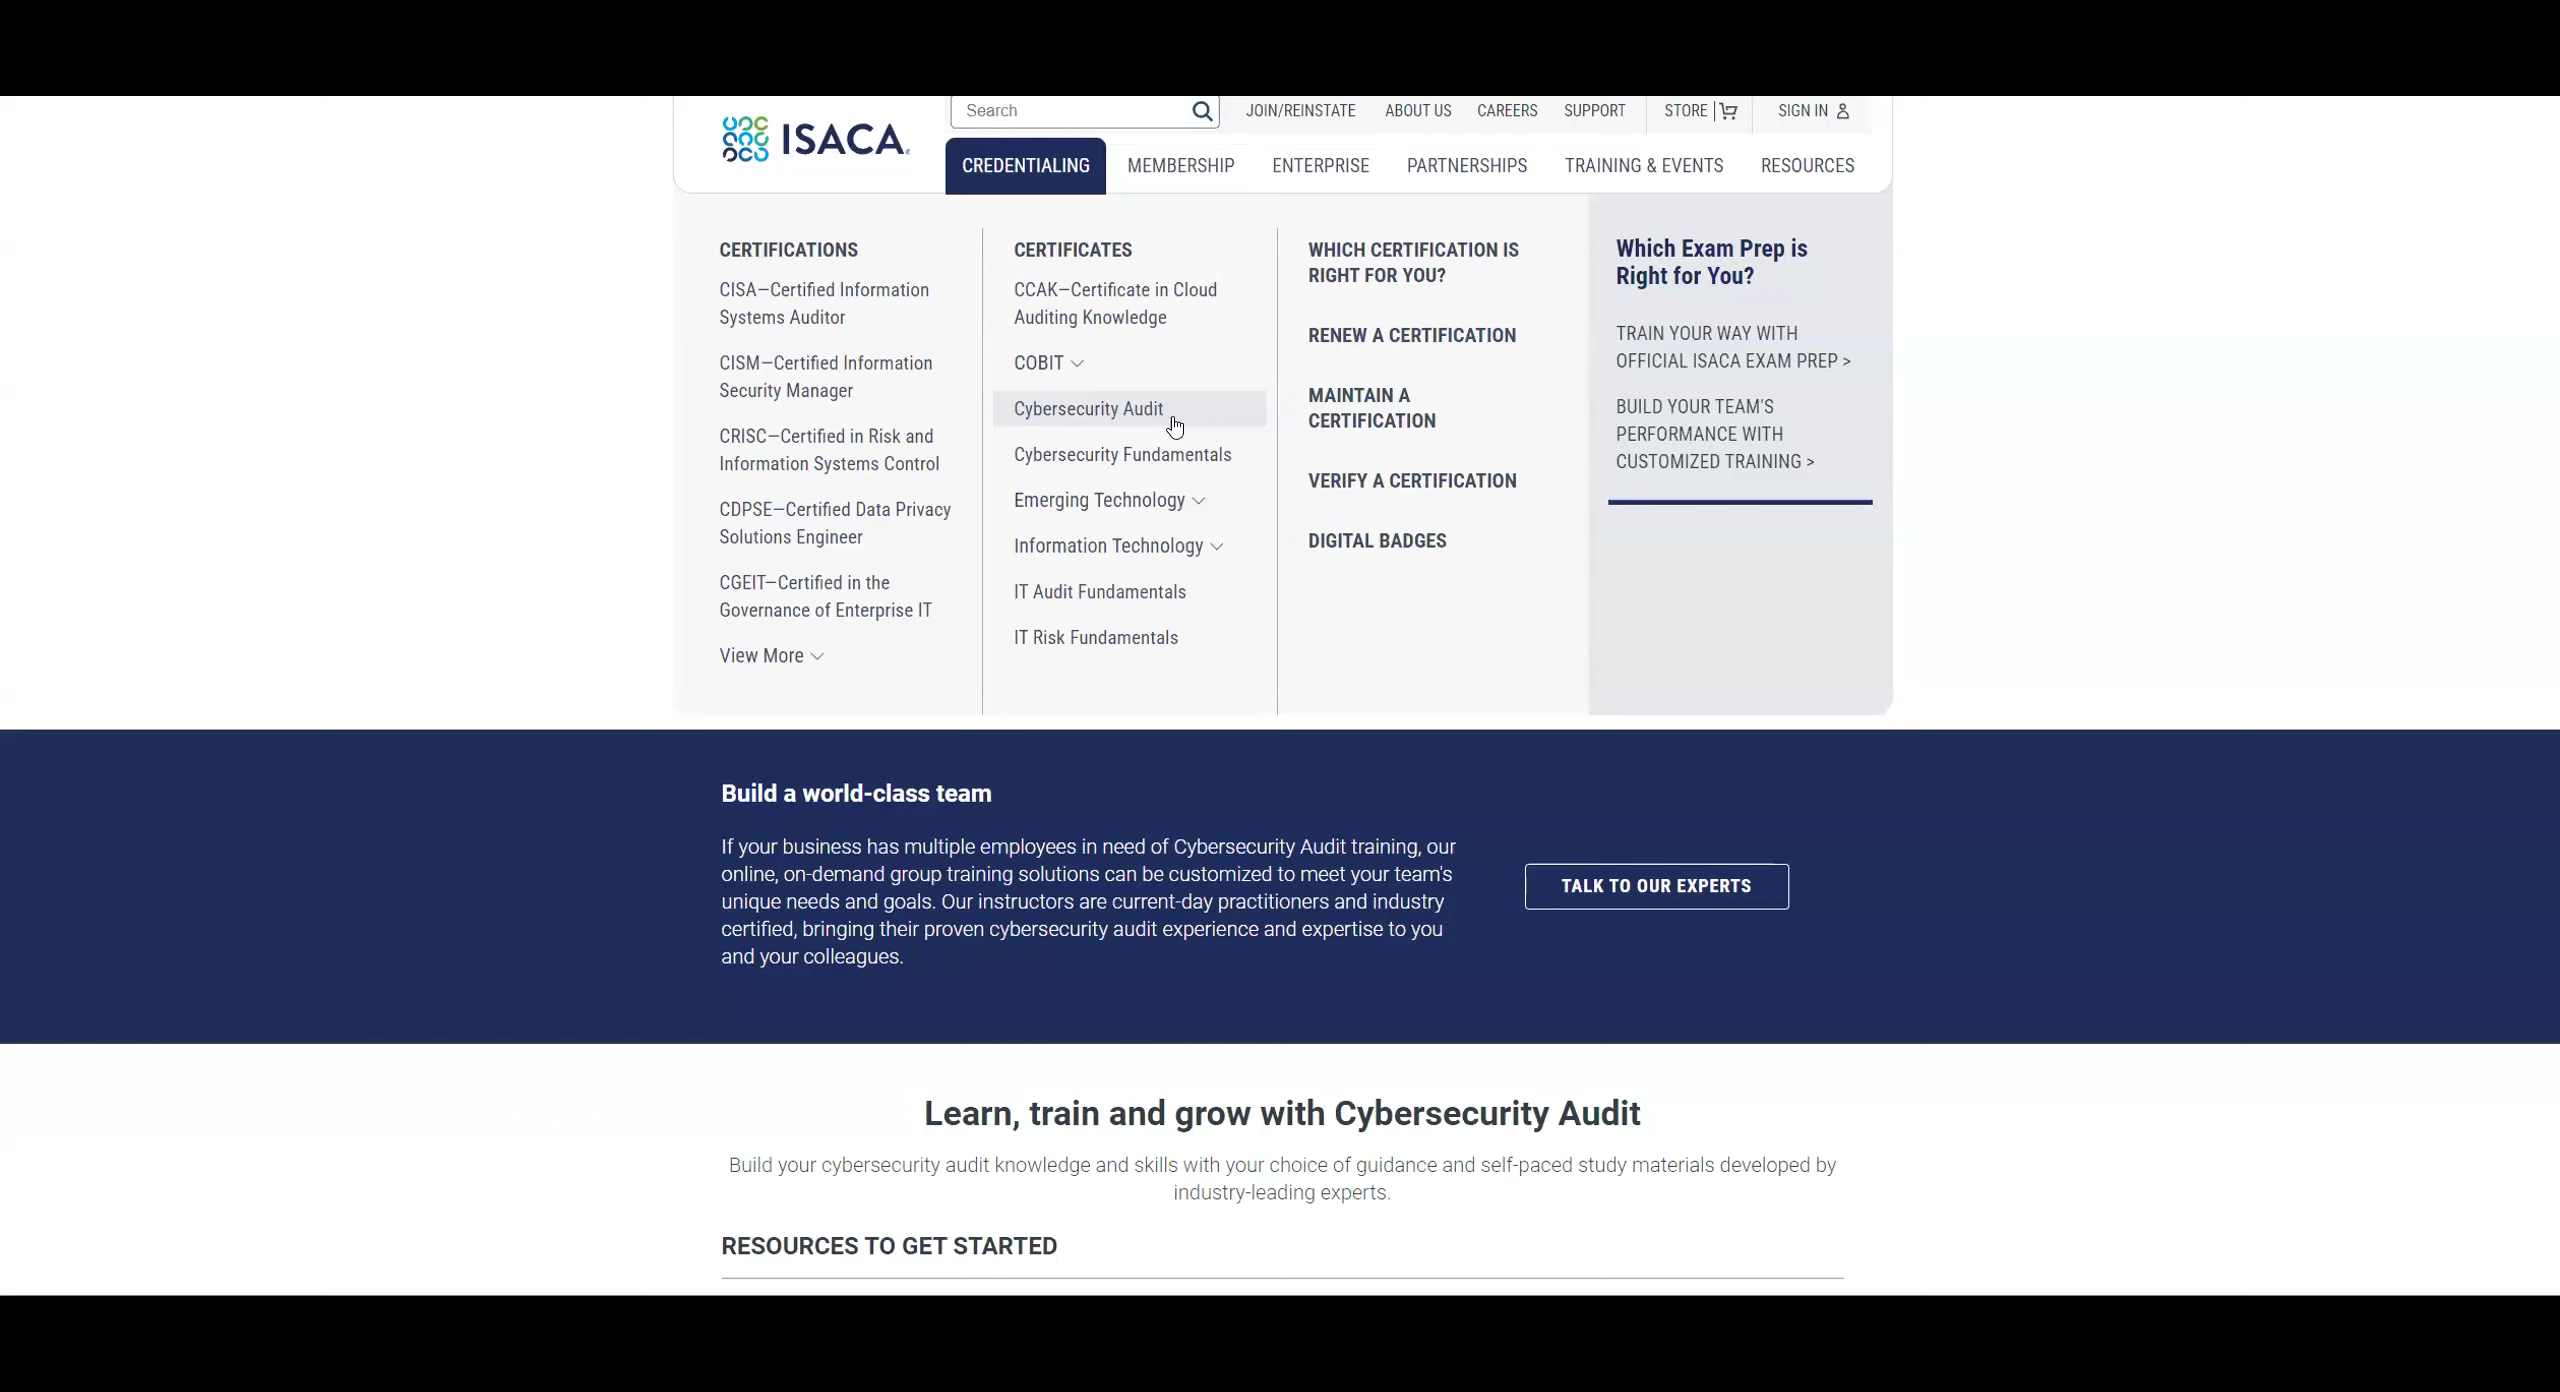 ISACA
Search
JOIN/REINSTATE
ABOUT US
CAREERS
SUPPORT
STORE
SIGN IN
CREDENTIALING
MEMBERSHIP
ENTERPRISE
PARTNERSHIPS
TRAINING & EVENTS
RESOURCES
CERTIFICATIONS
CISA—Certified Information
Systems Auditor
CISM—Certified Information
Security Manager
CRISC—Certified in Risk and
Information Systems Control
CDPSE—Certified Data Privacy
Solutions Engineer
CGEIT—Certified in the
Governance of Enterprise IT
View More
CERTIFICATES
CCAK—Certificate in Cloud
Auditing Knowledge
COBIT
Cybersecurity Audit
Cybersecurity Fundamentals
Emerging Technology
Information Technology
IT Audit Fundamentals
IT Risk Fundamentals
WHICH CERTIFICATION IS
RIGHT FOR YOU?
RENEW A CERTIFICATION
MAINTAIN A
CERTIFICATION
VERIFY A CERTIFICATION
DIGITAL BADGES
Which Exam Prep is
Right for You?
TRAIN YOUR WAY WITH
OFFICIAL ISACA EXAM PREP >
BUILD YOUR TEAM'S
PERFORMANCE WITH
CUSTOMIZED TRAINING >
Build a world-class team
If your business has multiple employees in need of Cybersecurity Audit training, our
online, on-demand group training solutions can be customized to meet your team's
unique needs and goals. Our instructors are current-day practitioners and industry
certified, bringing their proven cybersecurity audit experience and expertise to you
and your colleagues.
TALK TO OUR EXPERTS
Learn, train and grow with Cybersecurity Audit
Build your cybersecurity audit knowledge and skills with your choice of guidance and self-paced study materials developed by
industry-leading experts.
RESOURCES TO GET STARTED